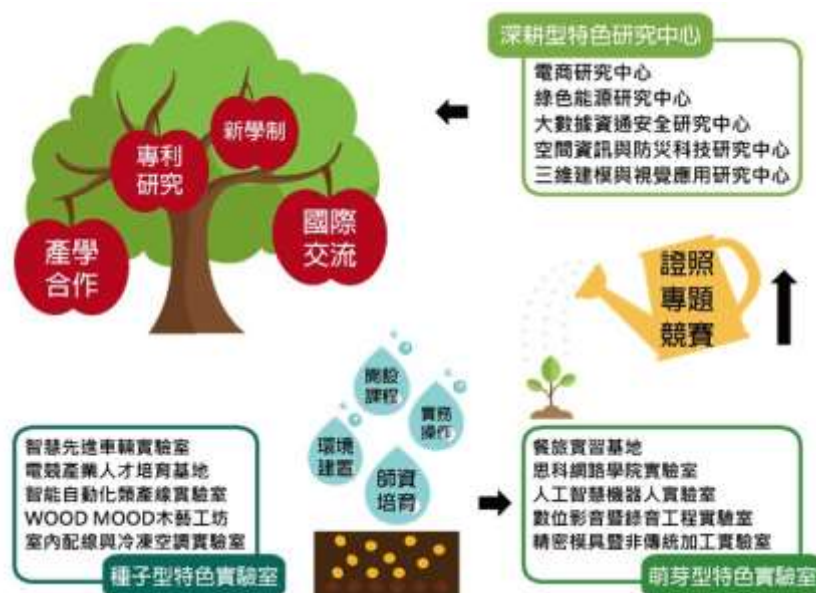 深耕型特色研究中心
電商研究中心
綠色能源研究中心
大數據資通安全研究中心
空間資訊與防災科技研究中心
三維建模與視覺應用研究中心
新學制
專利
研究
產學
合作
國際
交流
證照
專題
競賽
開設
課程
實務
操作
環境
建置
師資
培育
智慧先進車輛實驗室
電競產業人才培育基地
智能自動化類產線實驗室
WOOD MOOD木藝工坊
室內配線與冷凍空調實驗室
種子型特色實驗室
餐旅實習基地
思科網路學院實驗室
人工智慧機器人實驗室
數位影音暨錄音工程實驗室
精密模具暨非傳統加工實驗室
萌芽型特色實驗室